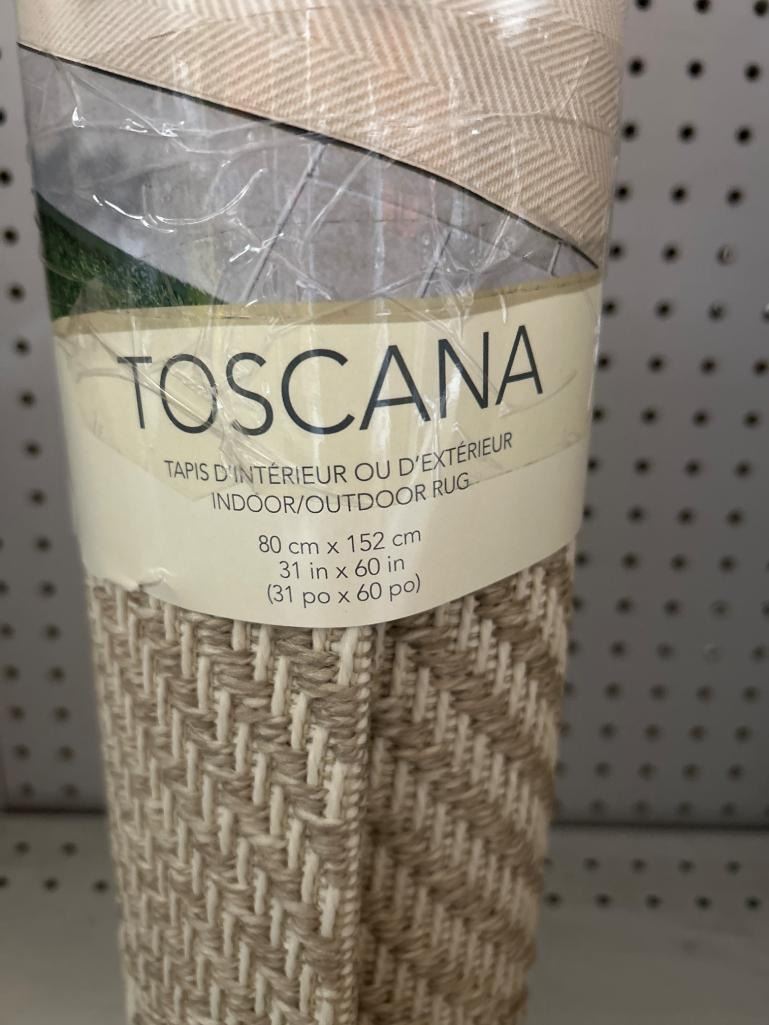 TOSCANA
TAPIS D'INTÉRIEUR OU D'EXTÉRIEUR
INDOOR/OUTDOOR RUG
80 cm x 152 cm
31 in x 60 in
(31 po x 60 po)